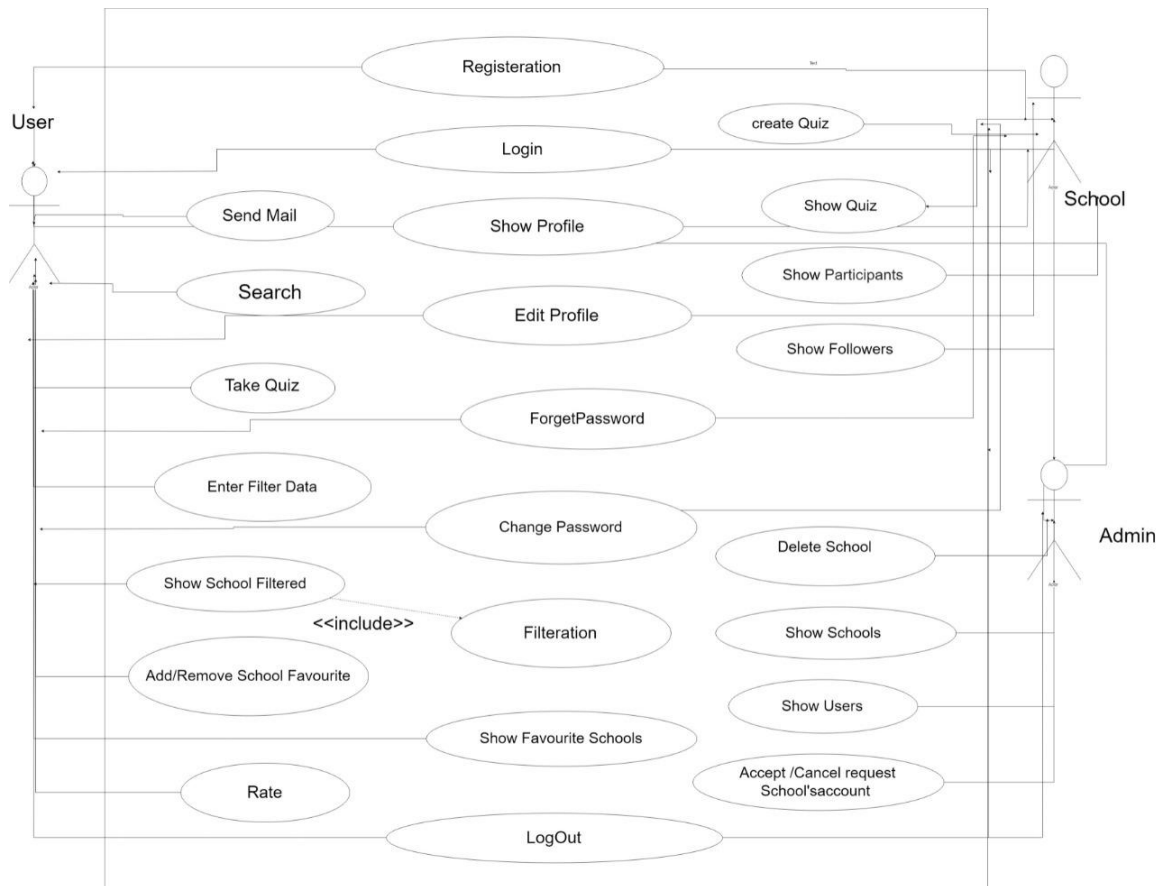 Registeration
User
create Quiz
Login
Send Mail
Show Quiz
School
Show Profile
Show Participants
Search
Edit Profile
Show Followers
Take Quiz
ForgetPassword
Enter Filter Data
Change Password
Admin
Delete School
Show School Filtered
<<include>>
Filteration
Show Schools
Add/Remove School Favourite
Show Users
Show Favourite Schools
Accept /Cancel request
School'saccount
Rate
LogOut